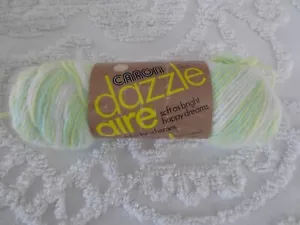 CARON
dazzle
aire
soft as bright
happy dreams